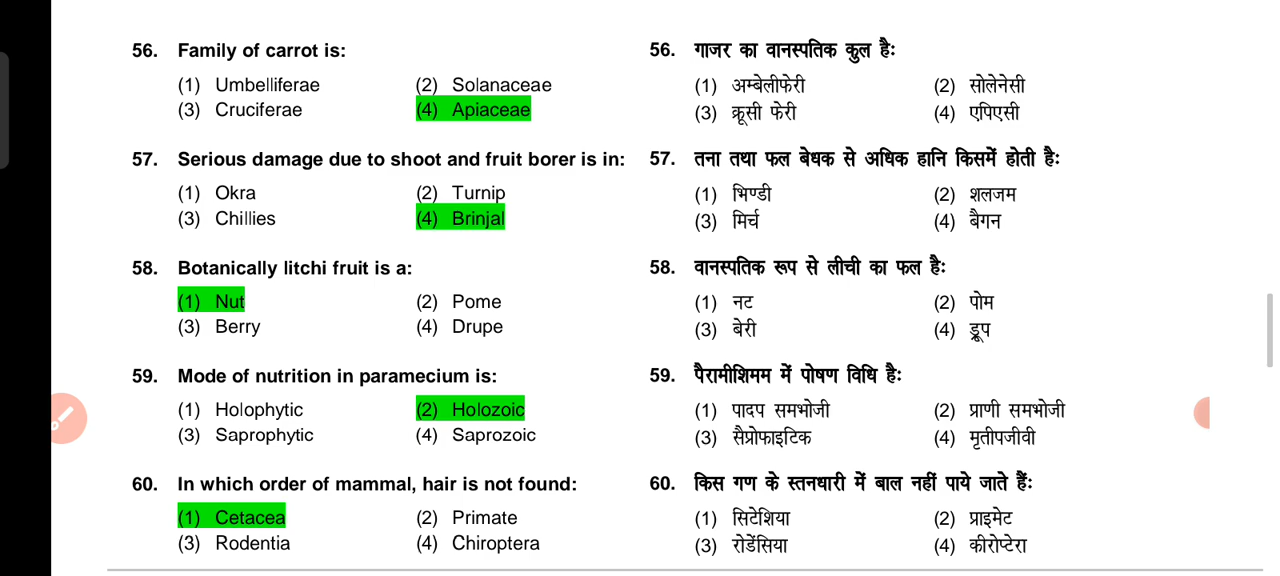 56. Family of carrot is:
(1) Umbelliferae (2) Solanaceae
(3) Cruciferae (4) Apiaceae
57. Serious damage due to shoot and fruit borer is in:
(1) Okra (2) Turnip
(3) Chillies (4) Brinjal
58. Botanically litchi fruit is a:
(1) Nut (2) Pome
(3) Berry (4) Drupe
59. Mode of nutrition in paramecium is:
(1) Holophytic (2) Holozoic
(3) Saprophytic (4) Saprozoic
60. In which order of mammal, hair is not found:
(1) Cetacea (2) Primate
(3) Rodentia (4) Chiroptera
56. गाजर का वानस्पतिक कुल हैः
(1) अम्बेलीफेरी (2) सोलेनेसी
(3) क्रूसी फेरी (4) एपिएसी
57. तना तथा फल बेधक से अधिक हानि किसमें होती हैः
(1) भिण्डी (2) शलजम
(3) मिर्च (4) बैगन
58. वानस्पतिक रूप से लीची का फल हैः
(1) नट (2) पोम
(3) बेरी (4) ड्रूप
59. पैरामीशिमम में पोषण विधि हैः
(1) पादप समभोजी (2) प्राणी समभोजी
(3) सैप्रोफाइटिक (4) मृतीपजीवी
60. किस गण के स्तनधारी में बाल नहीं पाये जाते हैंः
(1) सिटेशिया (2) प्राइमेट
(3) रोडेंसिया (4) कीरोप्टेरा